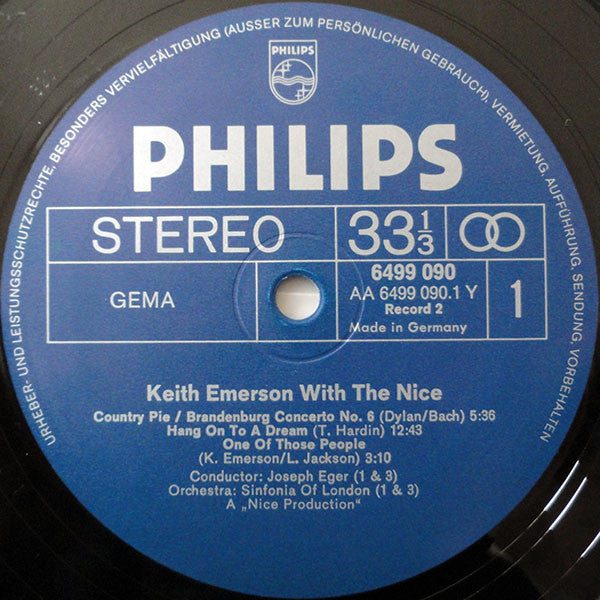 URHEBER- UND LEISTUNGSSCHUTZRECHTE, BESONDERS VERVIELFÄLTIGUNG (AUSSER ZUM PERSÖNLICHEN GEBRAUCH), VERMIETUNG, AUFFÜHRUNG, SENDUNG, VORBEHALTEN
PHILIPS
PHILIPS
STEREO
33 1/3
GEMA
6499 090
AA 6499 090.1 Y
Record 2
Made in Germany
1
Keith Emerson With The Nice
Country Pie / Brandenburg Concerto No. 6 (Dylan/Bach) 5:36
Hang On To A Dream (T. Hardin) 12:43
One Of Those People
(K. Emerson/L. Jackson) 3:10
Conductor: Joseph Eger (1 & 3)
Orchestra: Sinfonia Of London (1 & 3)
A „Nice Production“